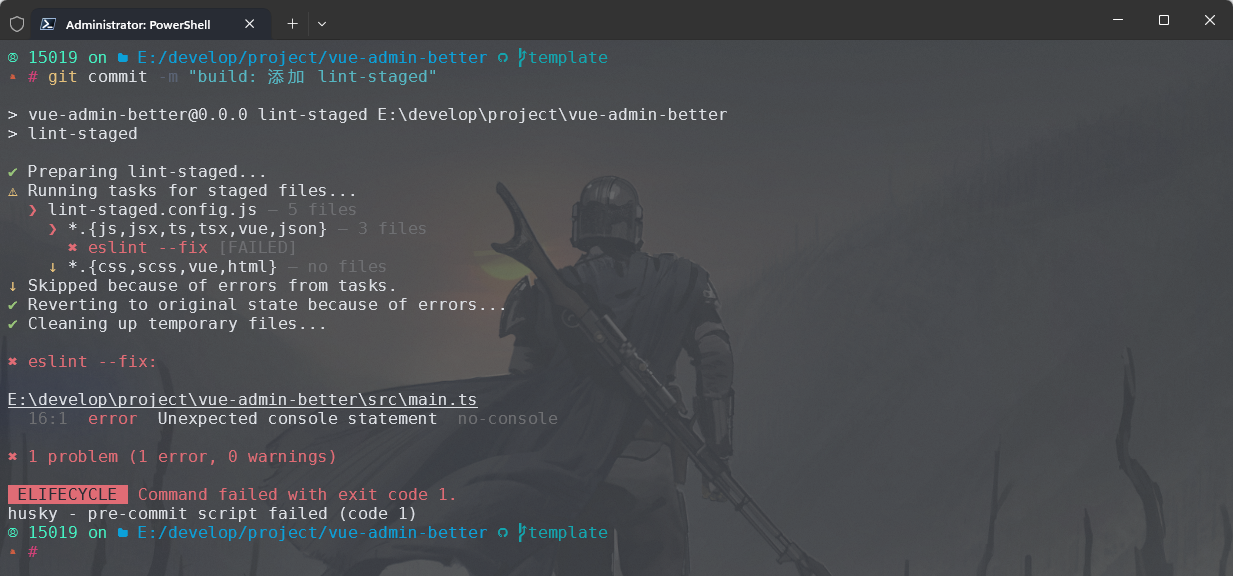 Administrator: PowerShell
15019 on E:/develop/project/vue-admin-better template
# git commit -m "build: 添加 lint-staged"
> vue-admin-better@0.0.0 lint-staged E:\develop\project\vue-admin-better
> lint-staged
✔ Preparing lint-staged...
⚠ Running tasks for staged files...
❯ lint-staged.config.js — 5 files
❯ *.{js,jsx,ts,tsx,vue,json} — 3 files
✖ eslint --fix [FAILED]
↓ *.{css,scss,vue,html} — no files
↓ Skipped because of errors from tasks.
✔ Reverting to original state because of errors...
✔ Cleaning up temporary files...
✖ eslint --fix:
E:\develop\project\vue-admin-better\src\main.ts
16:1 error Unexpected console statement no-console
✖ 1 problem (1 error, 0 warnings)
ELIFECYCLE Command failed with exit code 1.
husky - pre-commit script failed (code 1)
15019 on E:/develop/project/vue-admin-better template
#